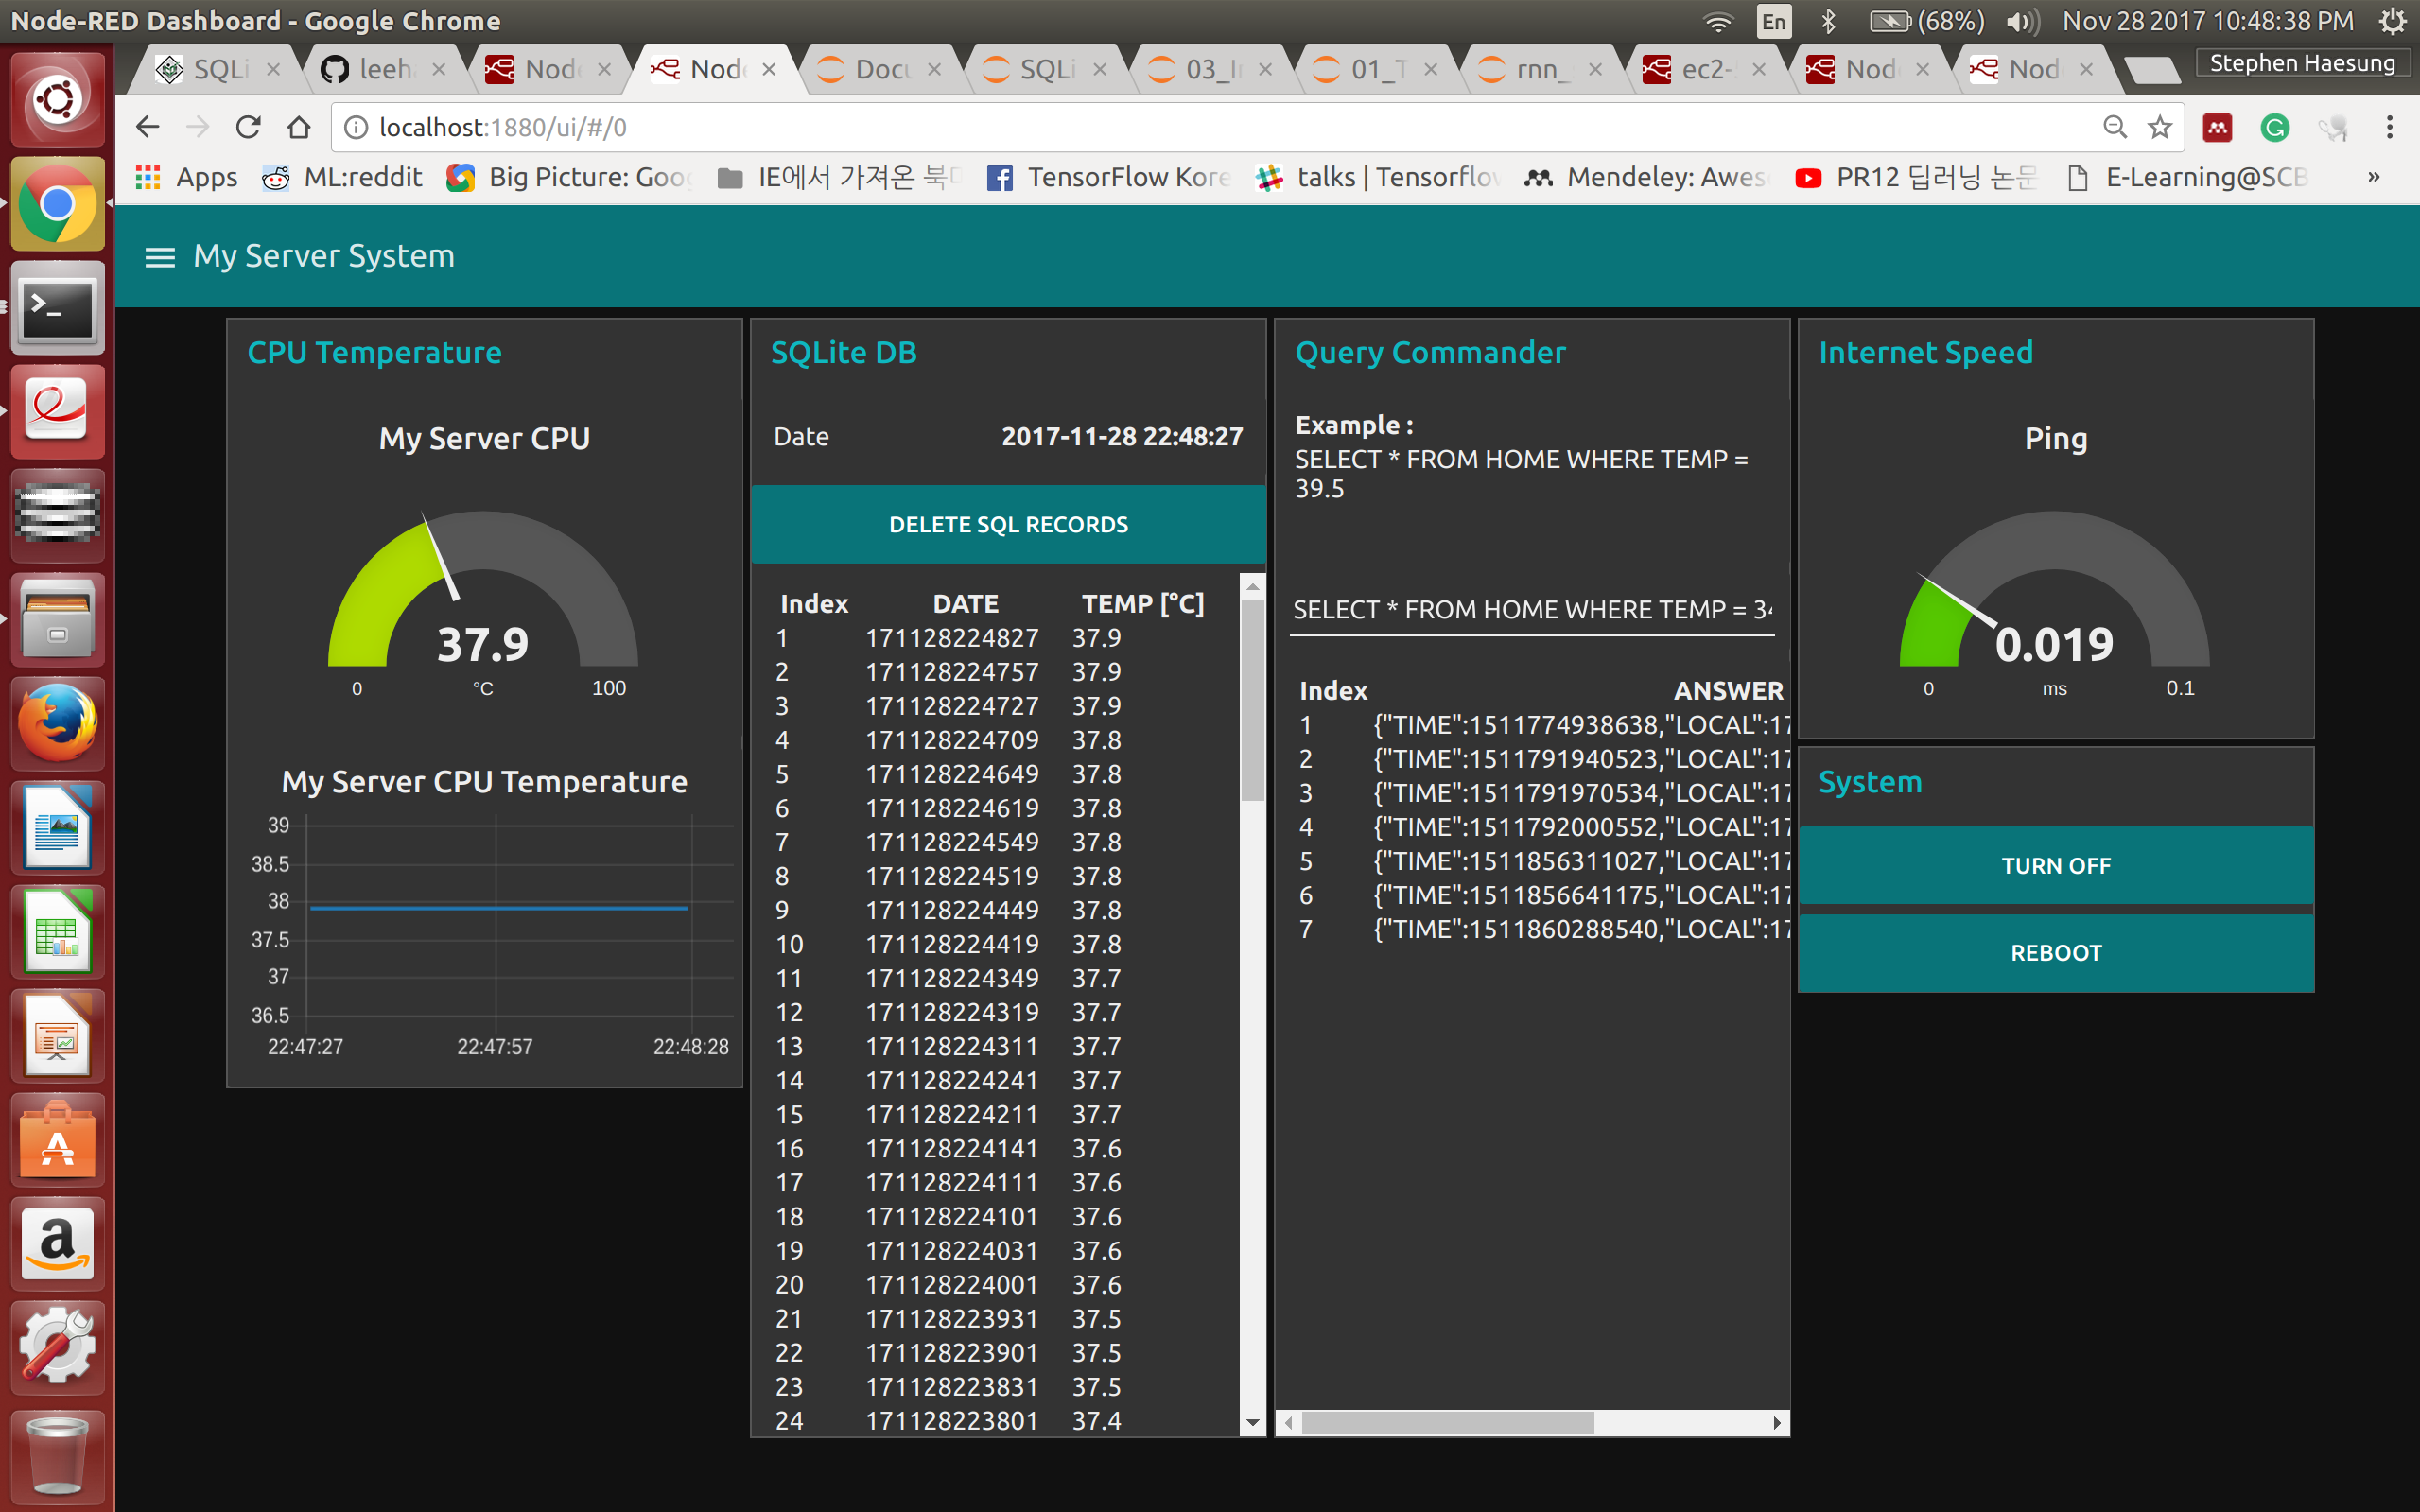 Node-RED Dashboard - Google Chrome
En
(68%)
Nov 28 2017 10:48:38 PM
SQLi
leeh
Node
Node
Docu
SQLi
03_I
01_T
rnn_
ec2-
Node
Node
Stephen Haesung
localhost:1880/ui/#/0
Apps
ML:reddit
Big Picture: Goog
IE에서 가져온 북마
TensorFlow Kore
talks | Tensorflow
Mendeley: Awes
PR12 딥러닝 논문
E-Learning@SCB
»
My Server System
CPU Temperature
My Server CPU
37.9
0
°C
100
My Server CPU Temperature
39
38.5
38
37.5
37
36.5
22:47:27
22:47:57
22:48:28
SQLite DB
Date
2017-11-28 22:48:27
DELETE SQL RECORDS
Index DATE TEMP [°C]
1 171128224827 37.9
2 171128224757 37.9
3 171128224727 37.9
4 171128224709 37.8
5 171128224649 37.8
6 171128224619 37.8
7 171128224549 37.8
8 171128224519 37.8
9 171128224449 37.8
10 171128224419 37.8
11 171128224349 37.7
12 171128224319 37.7
13 171128224311 37.7
14 171128224241 37.7
15 171128224211 37.7
16 171128224141 37.6
17 171128224111 37.6
18 171128224101 37.6
19 171128224031 37.6
20 171128224001 37.6
21 171128223931 37.5
22 171128223901 37.5
23 171128223831 37.5
24 171128223801 37.4
Query Commander
Example :
SELECT * FROM HOME WHERE TEMP =
39.5
SELECT * FROM HOME WHERE TEMP = 34
Index ANSWER
1 {"TIME":1511774938638,"LOCAL":17
2 {"TIME":1511791940523,"LOCAL":17
3 {"TIME":1511791970534,"LOCAL":17
4 {"TIME":1511792000552,"LOCAL":17
5 {"TIME":1511856311027,"LOCAL":17
6 {"TIME":1511856641175,"LOCAL":17
7 {"TIME":1511860288540,"LOCAL":17
Internet Speed
Ping
0.019
0
ms
0.1
System
TURN OFF
REBOOT